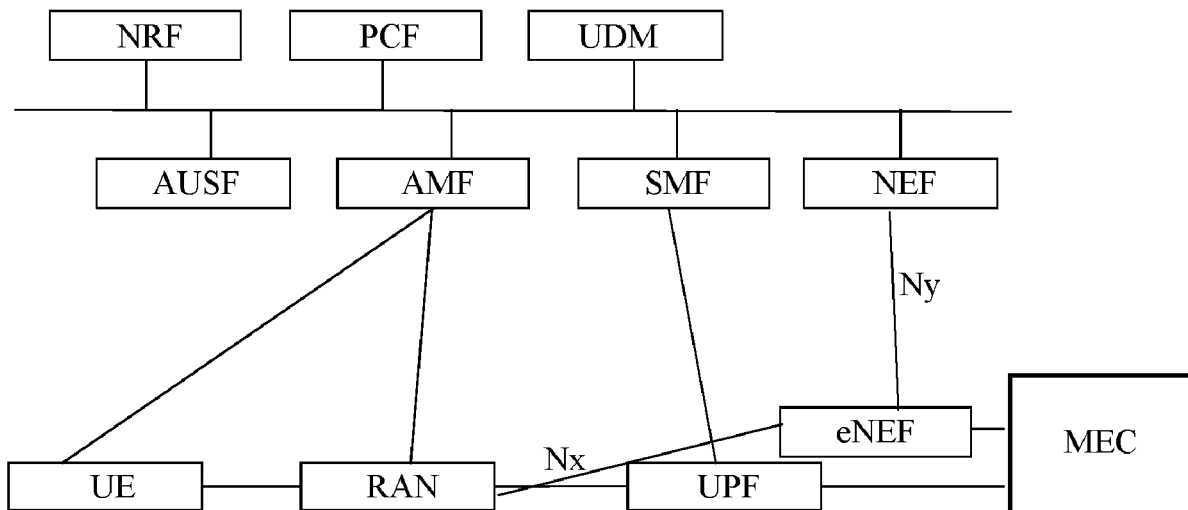 NRF PCF UDM
AUSF AMF SMF NEF
Ny
eNEF
MEC
Nx
UE RAN UPF